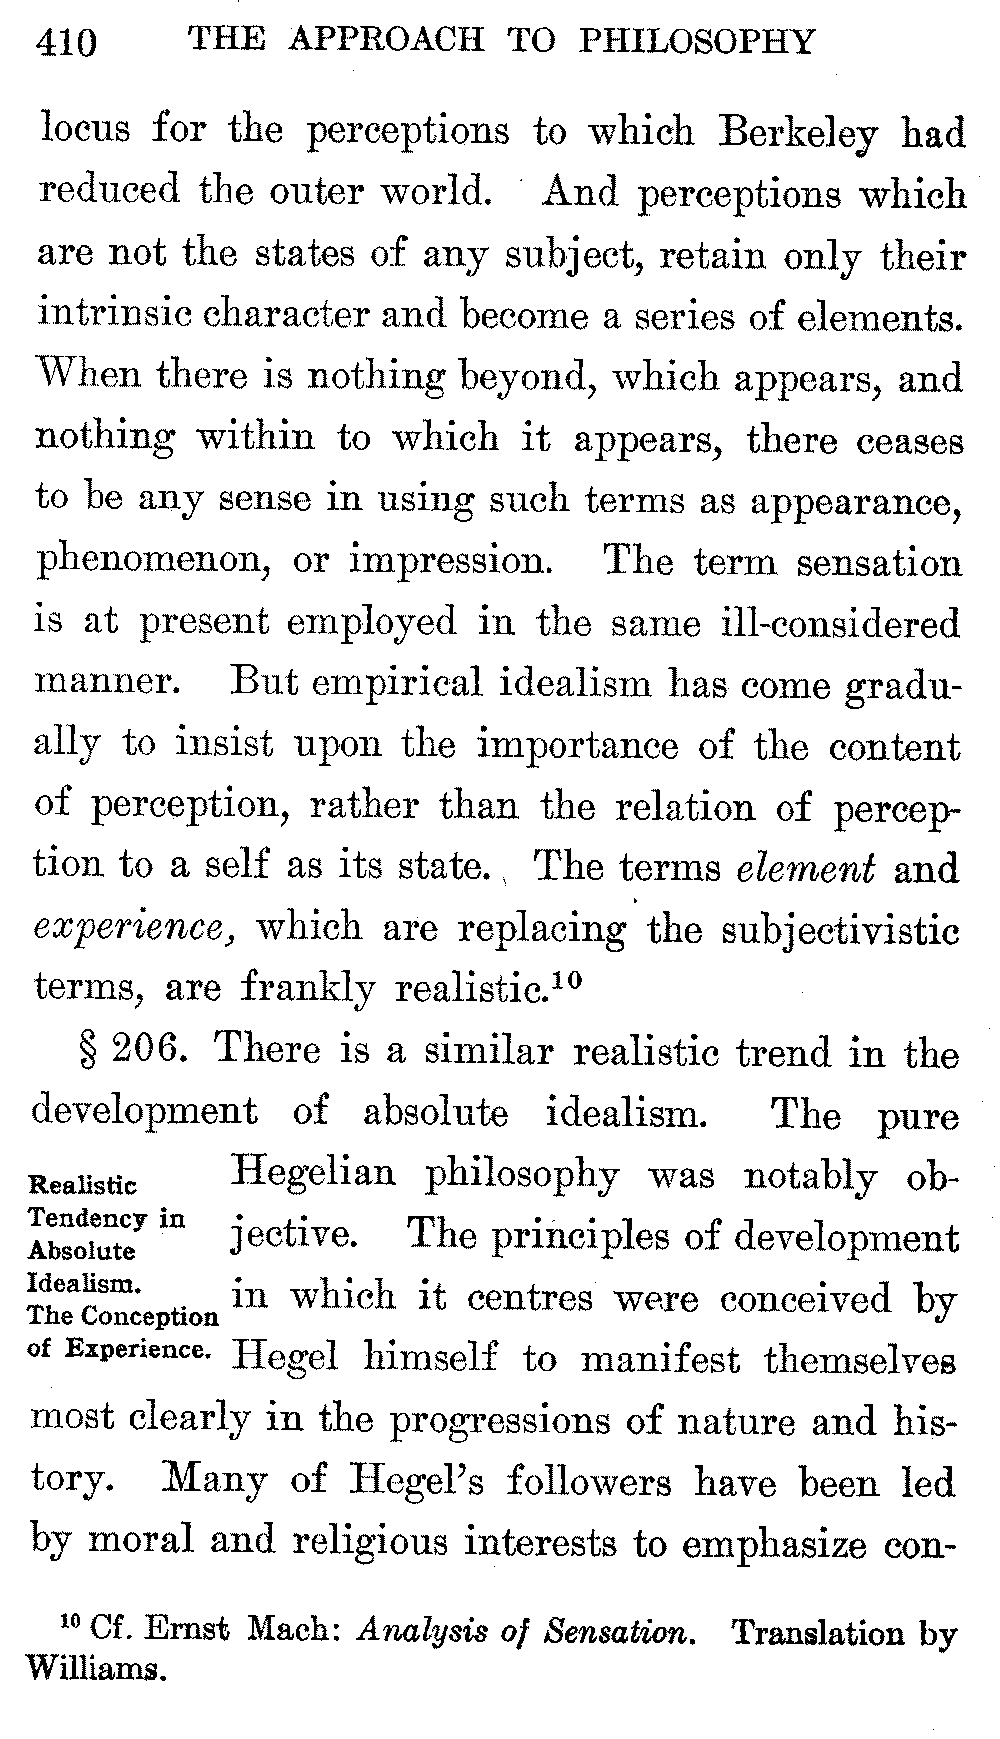 410 THE APPROACH TO PHILOSOPHY
locus for the perceptions to which Berkeley had
reduced the outer world. And perceptions which
are not the states of any subject, retain only their
intrinsic character and become a series of elements.
When there is nothing beyond, which appears, and
nothing within to which it appears, there ceases
to be any sense in using such terms as appearance,
phenomenon, or impression. The term sensation
is at present employed in the same ill-considered
manner. But empirical idealism has come gradu-
ally to insist upon the importance of the content
of perception, rather than the relation of percep-
tion to a self as its state. The terms element and
experience, which are replacing the subjectivistic
terms, are frankly realistic.¹⁰
§ 206. There is a similar realistic trend in the
development of absolute idealism. The pure
Realistic
Tendency in
Absolute
Idealism.
The Conception
of Experience.
Hegelian philosophy was notably ob-
jective. The principles of development
in which it centres were conceived by
Hegel himself to manifest themselves
most clearly in the progressions of nature and his-
tory. Many of Hegel's followers have been led
by moral and religious interests to emphasize con-
¹⁰ Cf. Ernst Mach: Analysis of Sensation. Translation by
Williams.